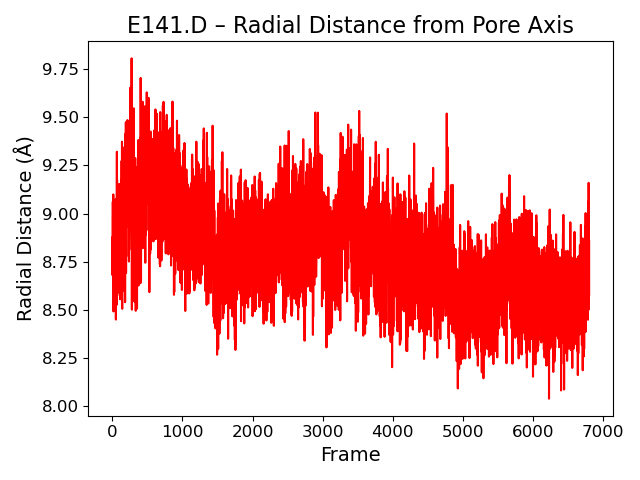 E141.D – Radial Distance from Pore Axis
9.75
9.50
9.25
9.00
8.75
8.50
8.25
8.00
Radial Distance (Å)
0 1000 2000 3000 4000 5000 6000 7000
Frame